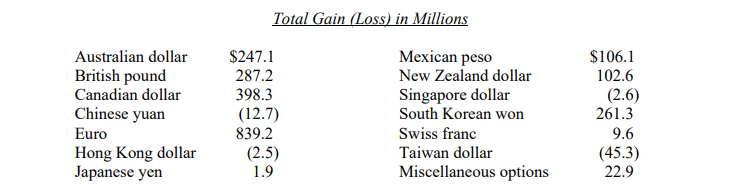 Total Gain (Loss) in Millions
Australian dollar $247.1 Mexican peso $106.1
British pound 287.2 New Zealand dollar 102.6
Canadian dollar 398.3 Singapore dollar (2.6)
Chinese yuan (12.7) South Korean won 261.3
Euro 839.2 Swiss franc 9.6
Hong Kong dollar (2.5) Taiwan dollar (45.3)
Japanese yen 1.9 Miscellaneous options 22.9